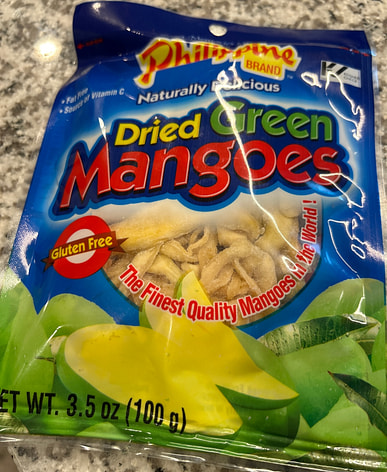 Philippine
BRAND
Naturally Delicious
• Fat Free
• Source of Vitamin C
Dried Green
Mangoes
Gluten Free
The Finest Quality Mangoes in the World!
ET WT. 3.5 oz (100 g)